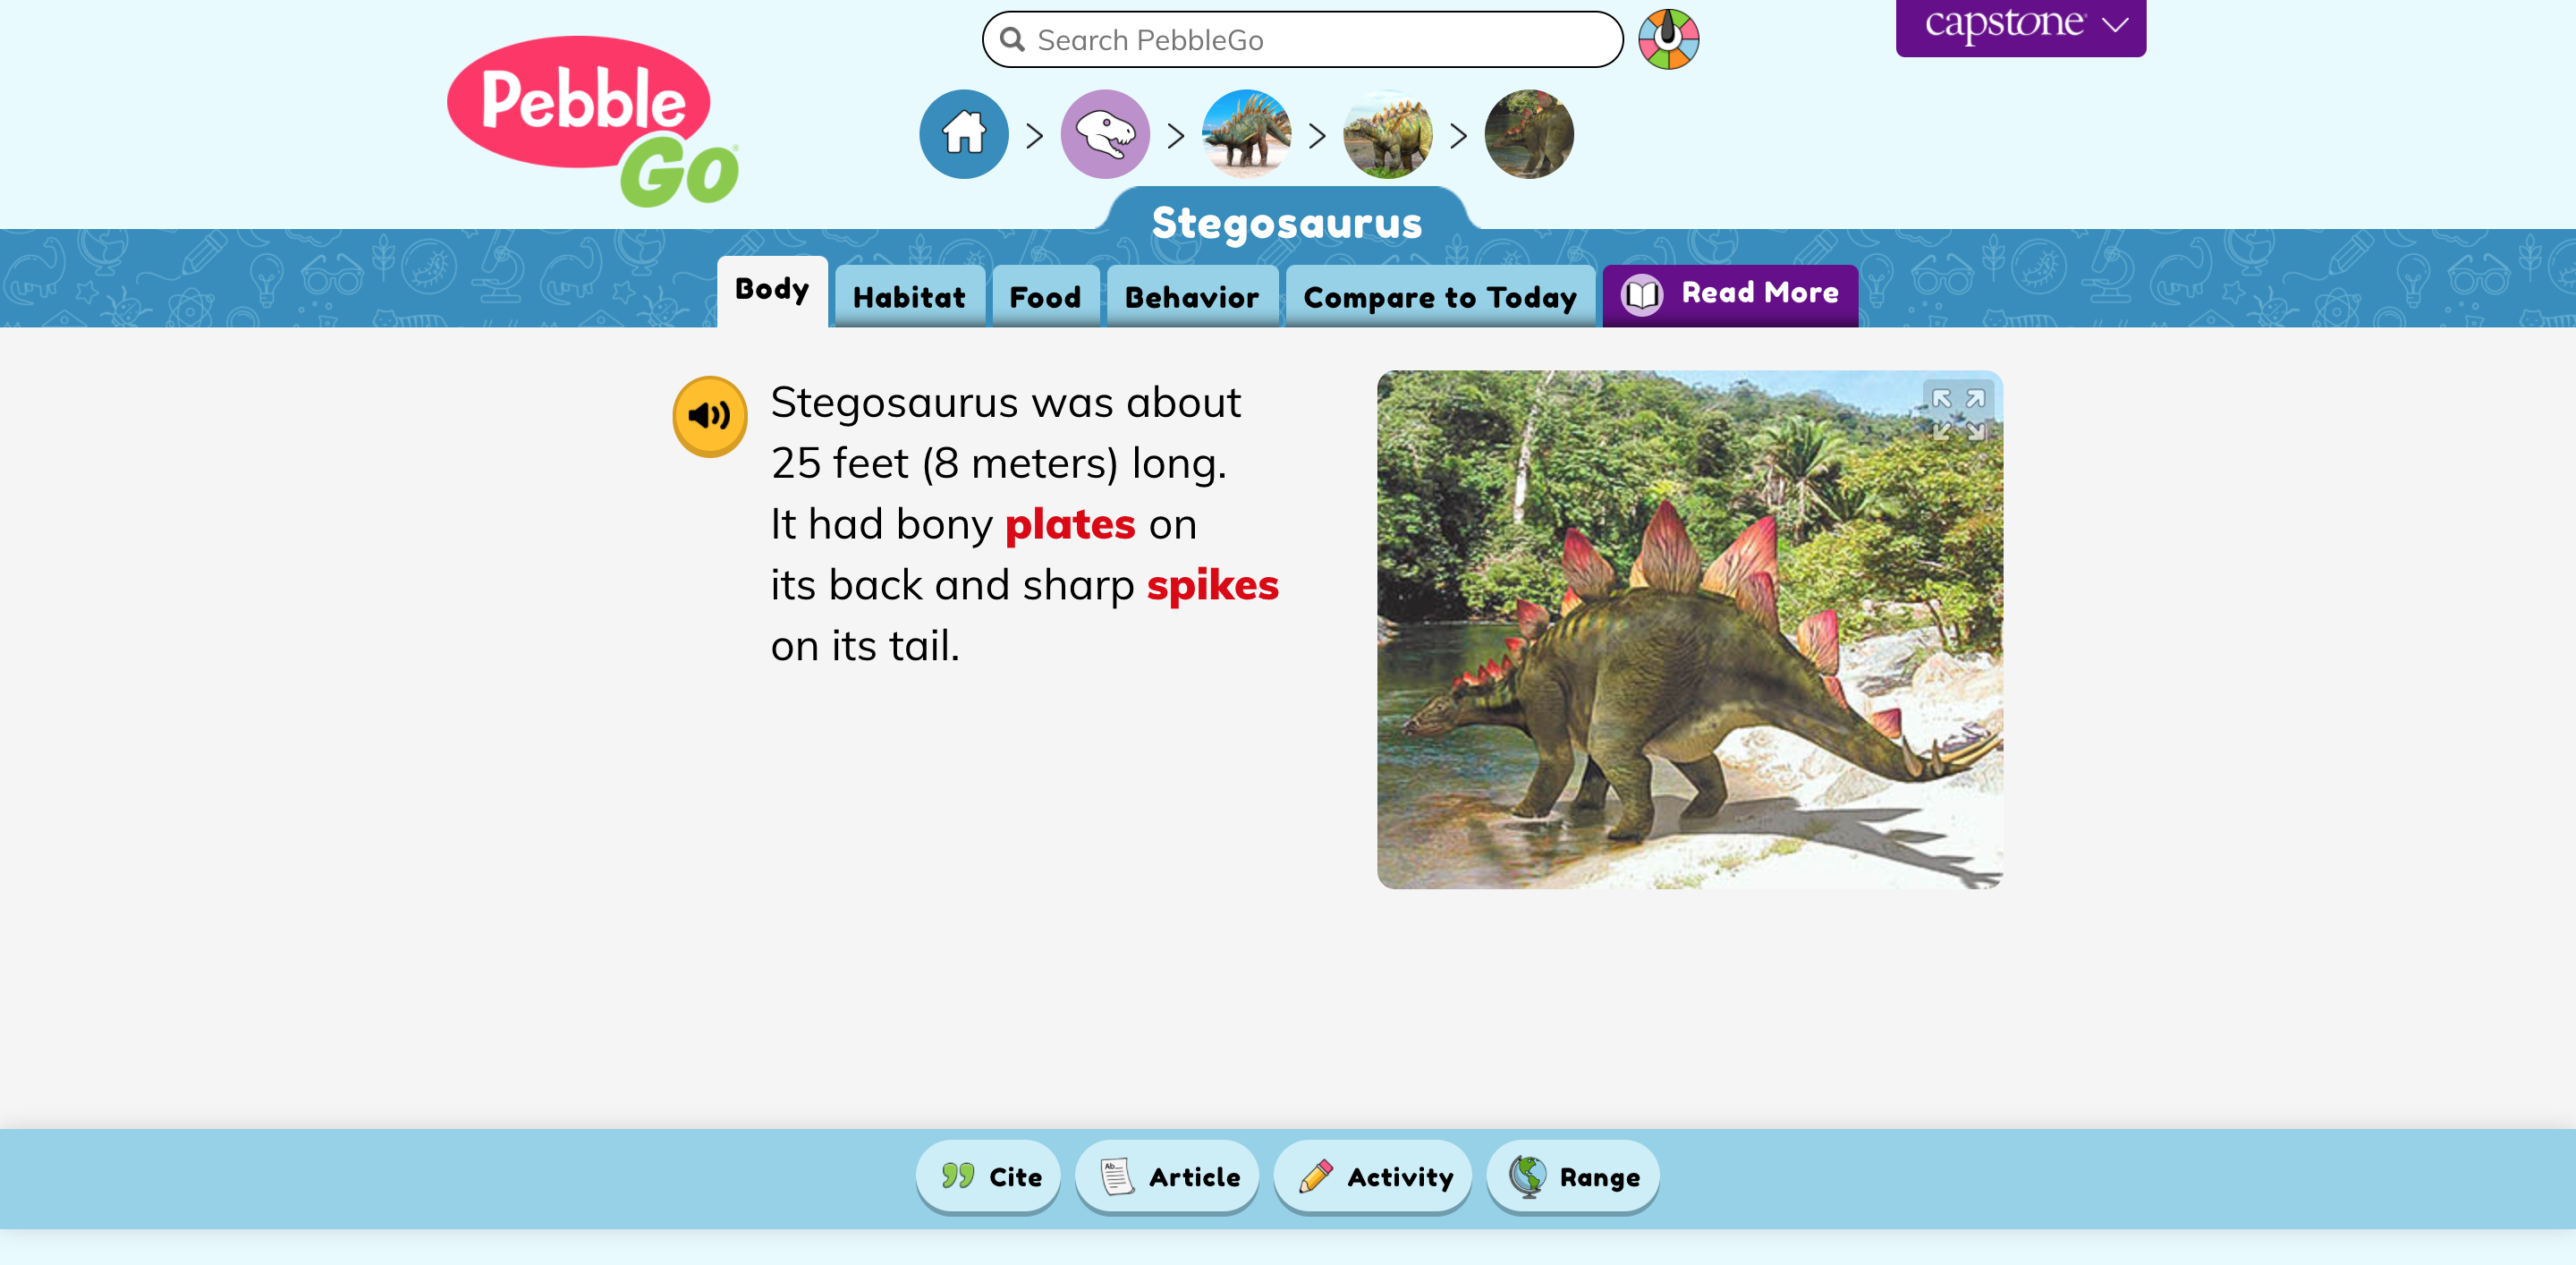 Search PebbleGo
capstone
Pebble
Go
Stegosaurus
Body
Habitat
Food
Behavior
Compare to Today
Read More
Stegosaurus was about
25 feet (8 meters) long.
It had bony plates on
its back and sharp spikes
on its tail.
Cite
Ab
Article
Activity
Range